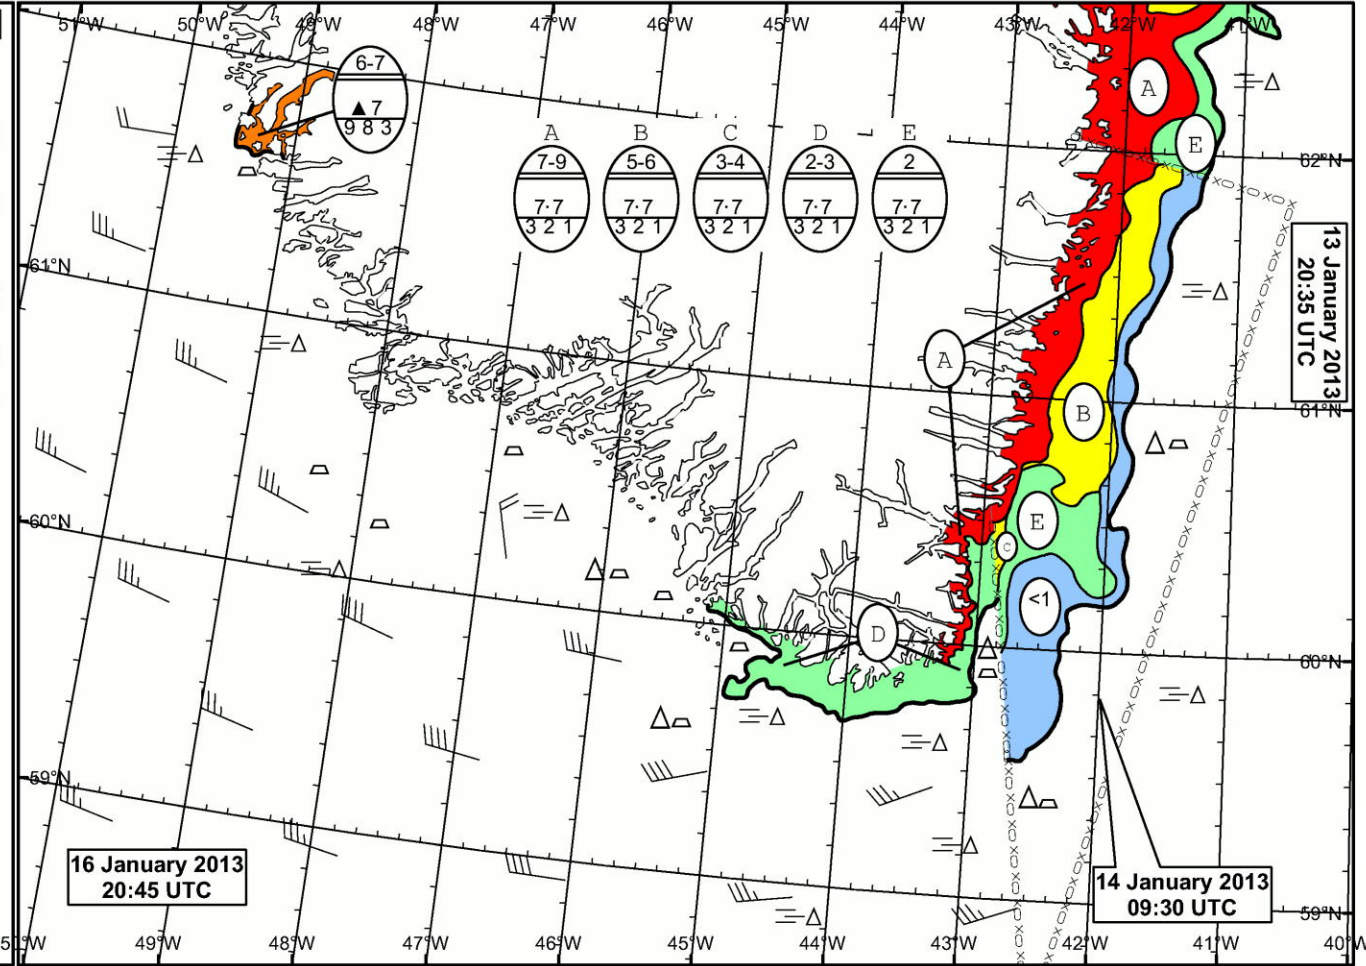 51°W 50°W 49°W 48°W 47°W 46°W 45°W 44°W 43°W 42°W 41°W
6-7
▲ 7
9 8 3
A B C D E
7-9 5-6 3-4 2-3 2
7·7 7·7 7·7 7·7 7·7
3 2 1 3 2 1 3 2 1 3 2 1 3 2 1
A
E
62°N
13 January 2013
20:35 UTC
61°N
A
B
61°N
60°N
E
C
<1
D
60°N
59°N
16 January 2013
20:45 UTC
14 January 2013
09:30 UTC
59°N
50°W 49°W 48°W 47°W 46°W 45°W 44°W 43°W 42°W 41°W 40°W